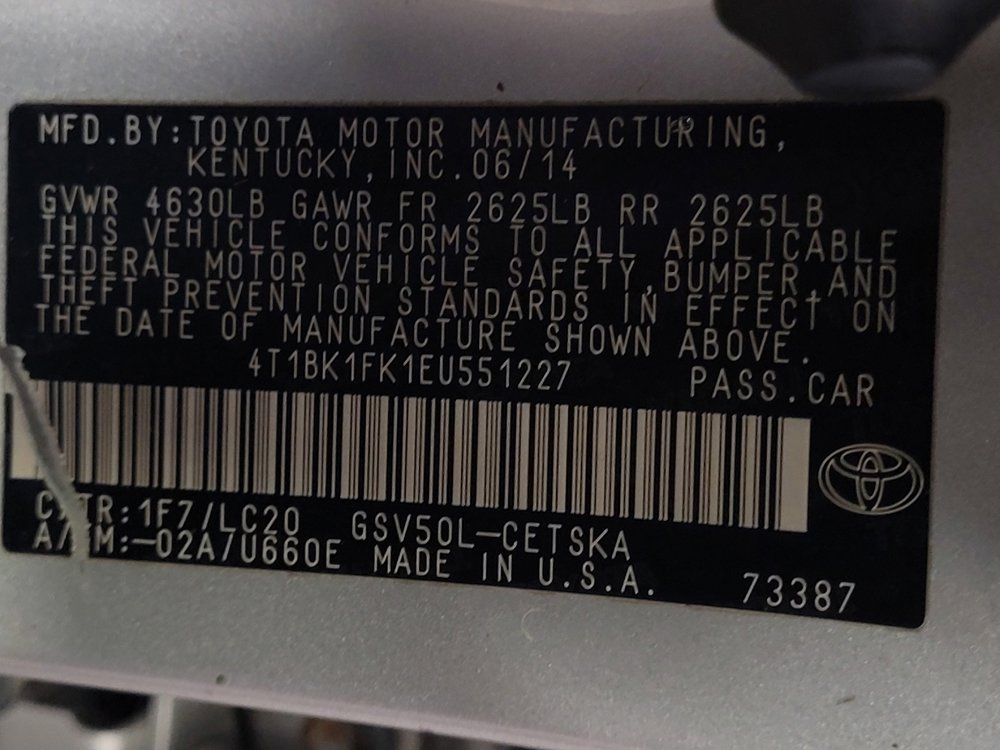 MFD.BY:TOYOTA MOTOR MANUFACTURING,
KENTUCKY,INC.06/14
GVWR 4630LB GAWR FR 2625LB RR 2625LB
THIS VEHICLE CONFORMS TO ALL APPLICABLE
FEDERAL MOTOR VEHICLE SAFETY,BUMPER,AND
THEFT PREVENTION STANDARDS IN EFFECT ON
THE DATE OF MANUFACTURE SHOWN ABOVE.
4T1BK1FK1EU551227 PASS.CAR
C/TR:1F7/LC20 GSV50L-CETSKA
A/TM:-02A/U660E MADE IN U.S.A. 73387